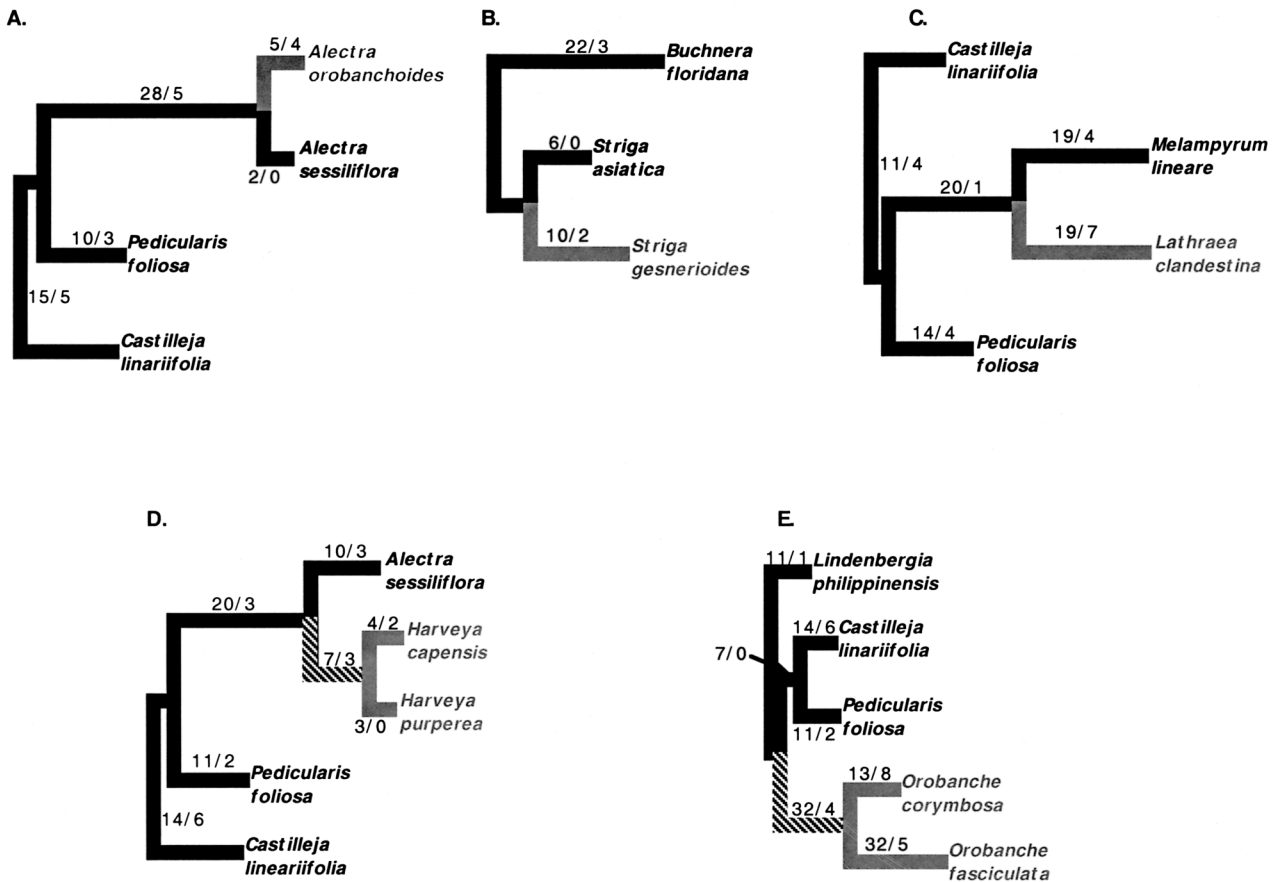 A.
5/4
Alectra
orobanchoides
28/5
Alectra
sessiliflora
2/0
10/3
Pedicularis
foliosa
15/5
Castilleja
linariifolia
B.
22/3
Buchnera
floridana
6/0
Striga
asiatica
10/2
Striga
gesnerioides
C.
Castilleja
linariifolia
11/4
19/4
Melampyrum
lineare
20/1
19/7
Lathraea
clandestina
14/4
Pedicularis
foliosa
D.
10/3
Alectra
sessiliflora
20/3
4/2
Harveya
capensis
7/3
Harveya
purperea
3/0
11/2
Pedicularis
foliosa
14/6
Castilleja
lineariifolia
E.
11/1
Lindenbergia
philippinensis
14/6
Castilleja
linariifolia
7/0
Pedicularis
foliosa
11/2
13/8
Orobanche
corymbosa
32/4
32/5
Orobanche
fasciculata